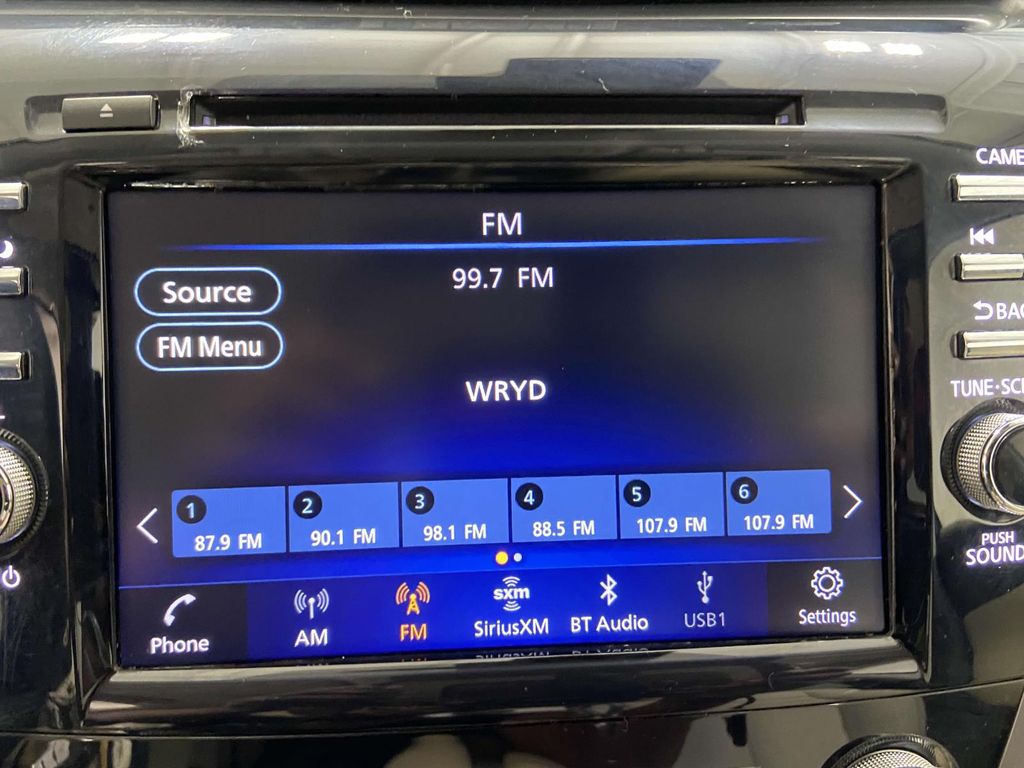 CAME
FM
99.7 FM
Source
FM Menu
BAC
WRYD
TUNE·SC
1
2
3
4
5
6
87.9 FM
90.1 FM
98.1 FM
88.5 FM
107.9 FM
107.9 FM
PUSH
SOUND
Phone
AM
FM
sxm
SiriusXM
BT Audio
USB1
Settings